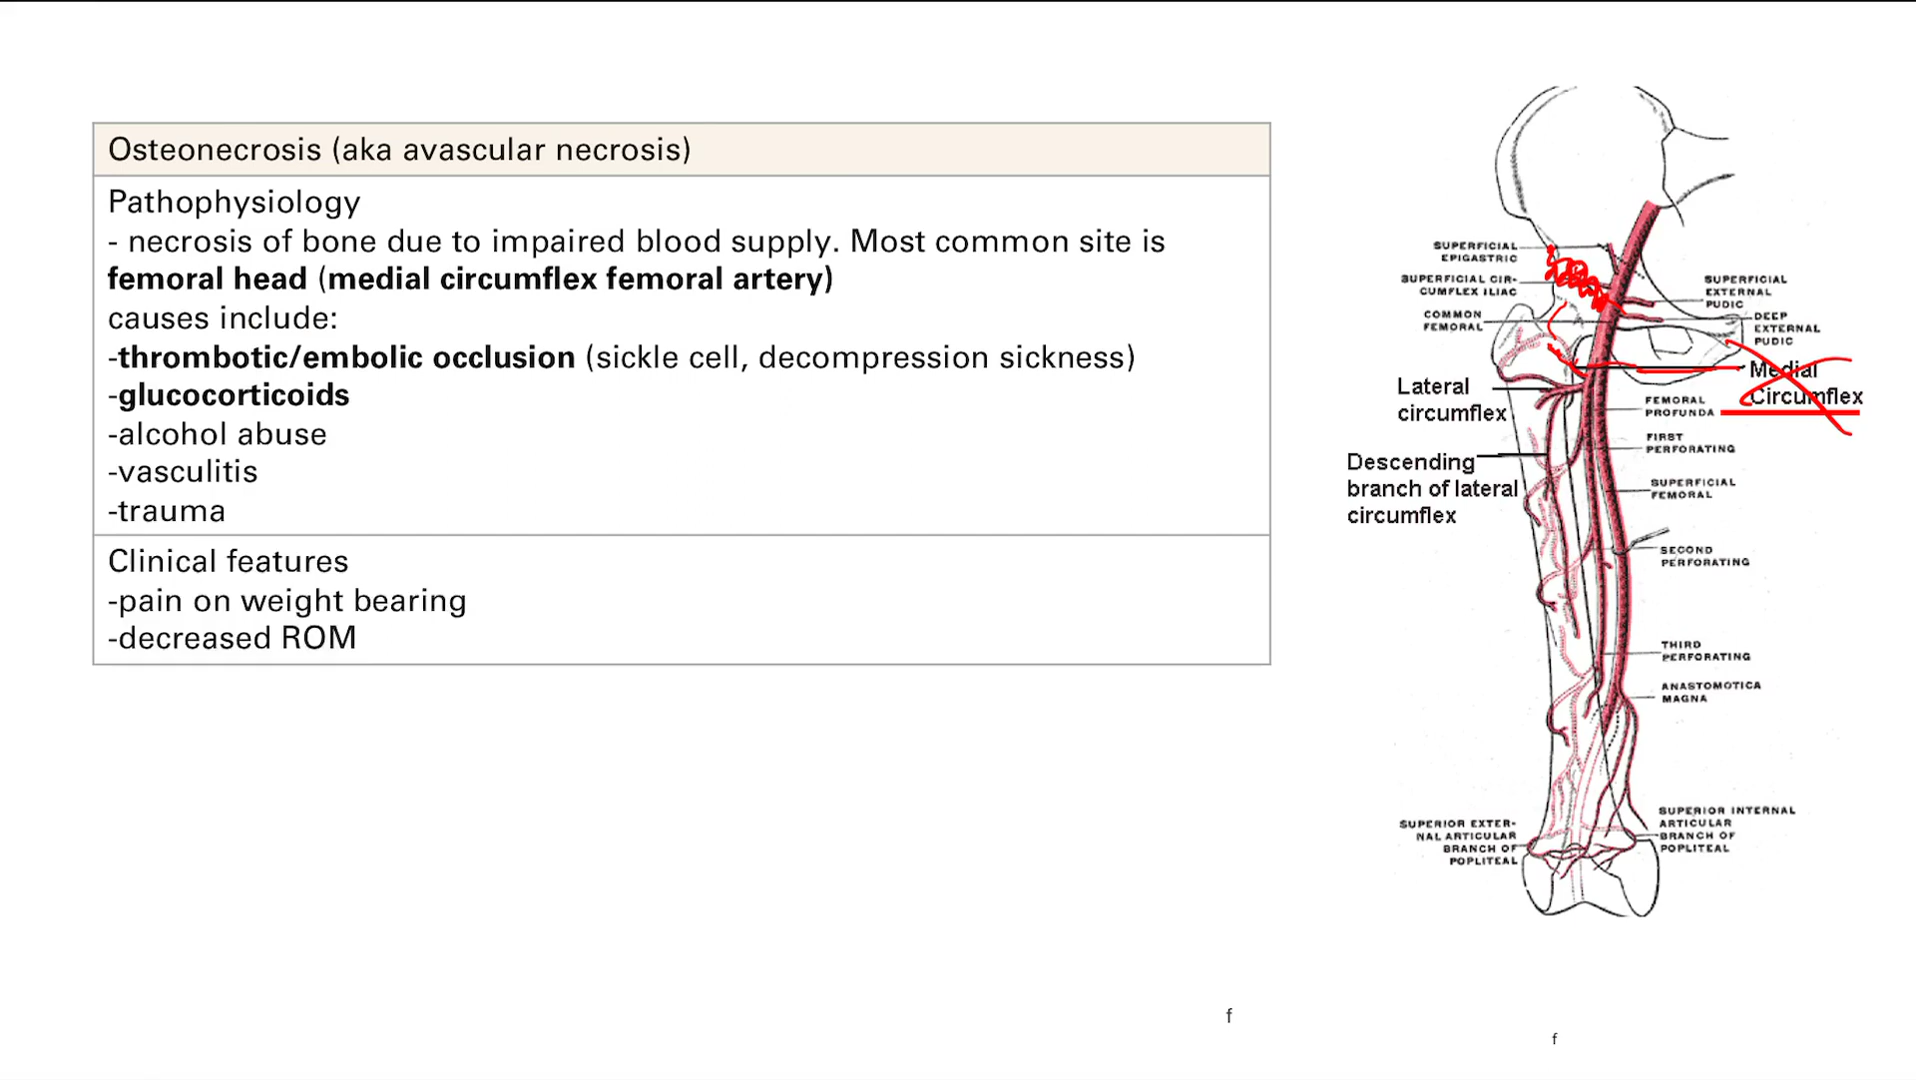 Osteonecrosis (aka avascular necrosis)
Pathophysiology
- necrosis of bone due to impaired blood supply. Most common site is
femoral head (medial circumflex femoral artery)
causes include:
-thrombotic/embolic occlusion (sickle cell, decompression sickness)
-glucocorticoids
-alcohol abuse
-vasculitis
-trauma
Clinical features
-pain on weight bearing
-decreased ROM
SUPERFICIAL
EPIGASTRIC
SUPERFICIAL CIR-
CUMFLEX ILIAC
COMMON
FEMORAL
Lateral
circumflex
Descending
branch of lateral
circumflex
SUPERIOR EXTER-
NAL ARTICULAR
BRANCH OF
POPLITEAL
SUPERFICIAL
EXTERNAL
PUDIC
DEEP
EXTERNAL
PUDIC
Medial
Circumflex
FEMORAL
PROFUNDA
FIRST
PERFORATING
SUPERFICIAL
FEMORAL
SECOND
PERFORATING
THIRD
PERFORATING
ANASTOMOTICA
MAGNA
SUPERIOR INTERNAL
ARTICULAR
BRANCH OF
POPLITEAL
f
f